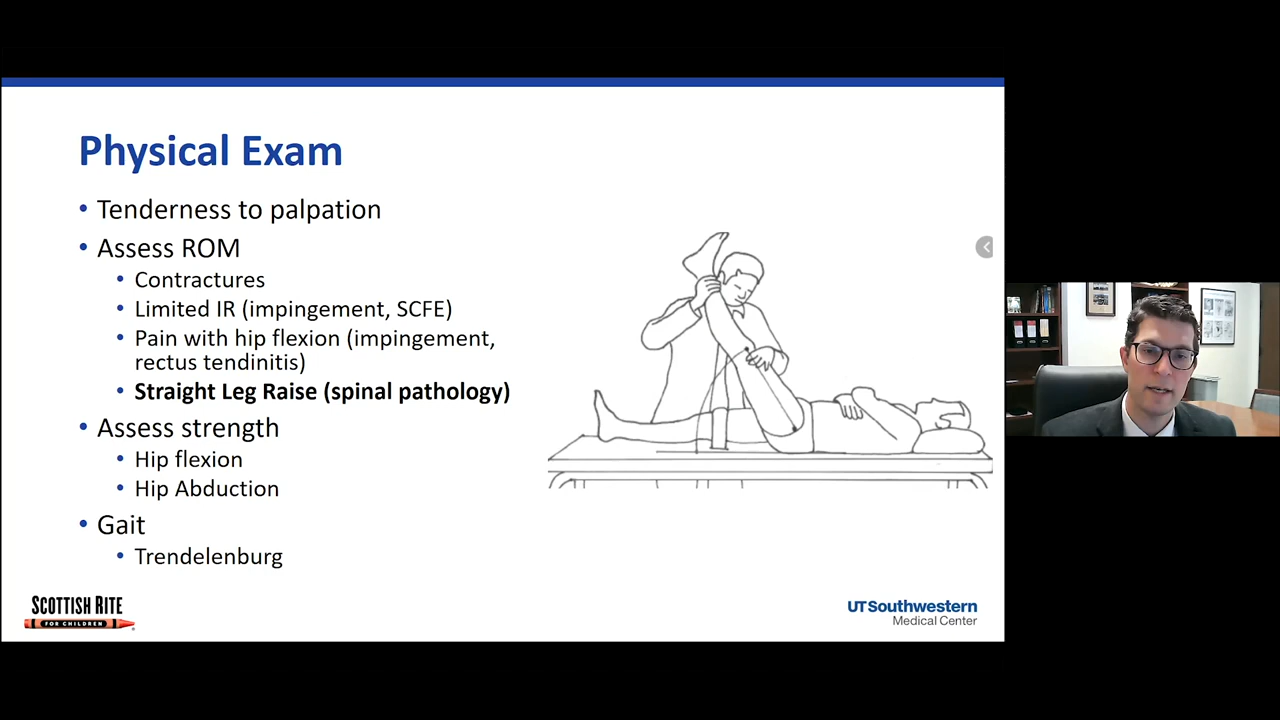 Physical Exam
• Tenderness to palpation
• Assess ROM
• Contractures
• Limited IR (impingement, SCFE)
• Pain with hip flexion (impingement,
rectus tendinitis)
• Straight Leg Raise (spinal pathology)
• Assess strength
• Hip flexion
• Hip Abduction
• Gait
• Trendelenburg
SCOTTISH RITE
FOR CHILDREN
UTSouthwestern
Medical Center